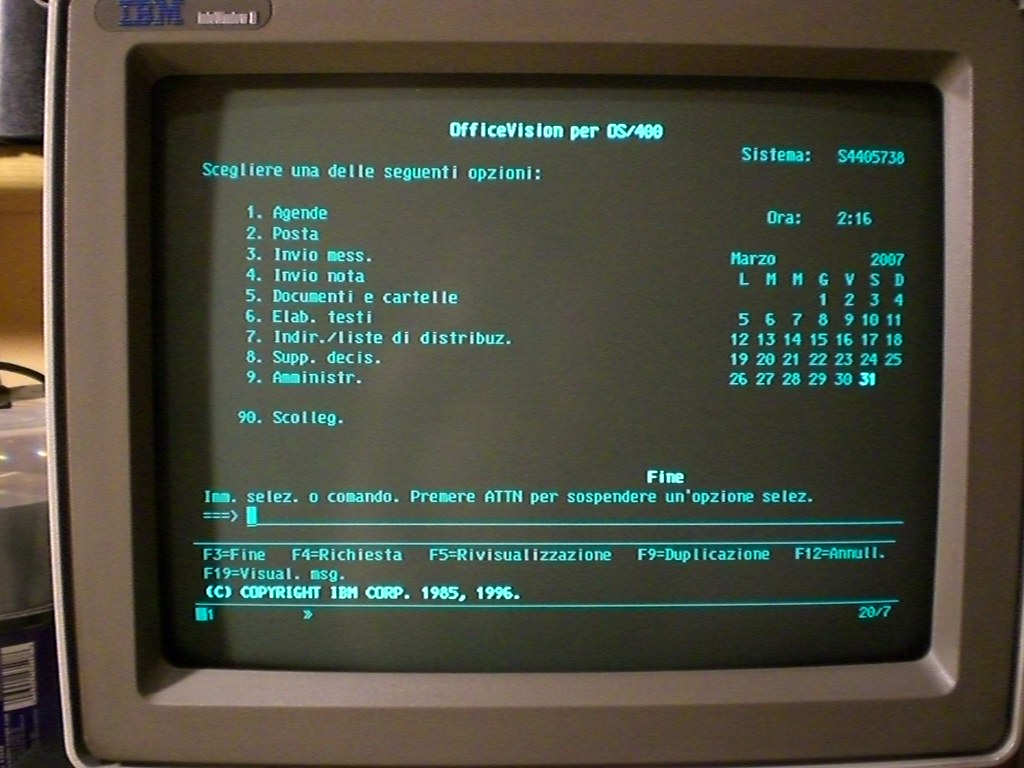 IBM InfoWindow II
OfficeVision per OS/400
Sistema: S4405738
Scegliere una delle seguenti opzioni:
1. Agende
2. Posta
3. Invio mess.
4. Invio nota
5. Documenti e cartelle
6. Elab. testi
7. Indir./liste di distribuz.
8. Supp. decis.
9. Amministr.
90. Scolleg.
Ora: 2:16
Marzo 2007
L M M G V S D
1 2 3 4
5 6 7 8 9 10 11
12 13 14 15 16 17 18
19 20 21 22 23 24 25
26 27 28 29 30 31
Fine
Imm. selez. o comando. Premere ATTN per sospendere un'opzione selez.
===>
F3=Fine F4=Richiesta F5=Rivisualizzazione F9=Duplicazione F12=Annull.
F19=Visual. msg.
(C) COPYRIGHT IBM CORP. 1985, 1996.
1 » 20/7